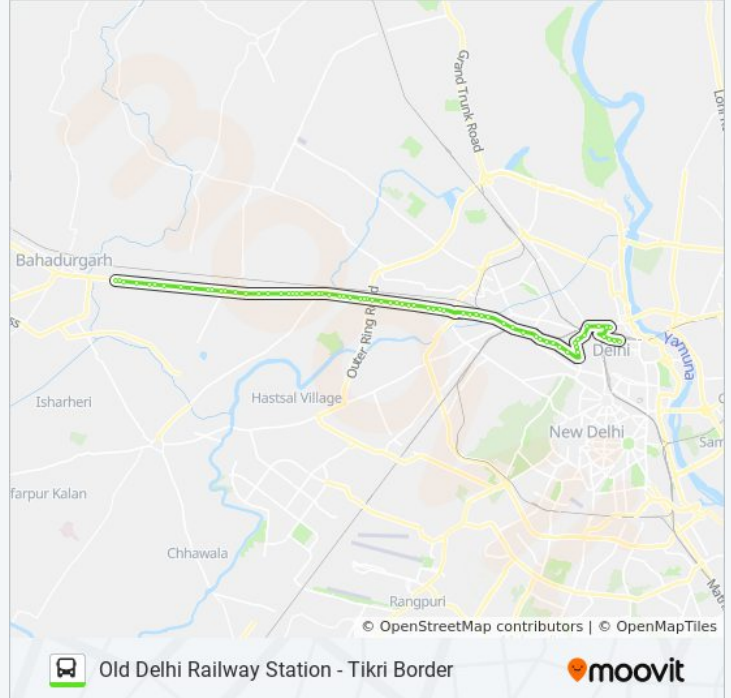 Grand Trunk Road
Bahadurgarh
Outer Ring
Yamuna
Delhi
Isharheri
Hastsal Village
New Delhi
farpur Kalan
Chhawala
Rangpuri
© OpenStreetMap contributors | © OpenMapTiles
Old Delhi Railway Station - Tikri Border
moovit